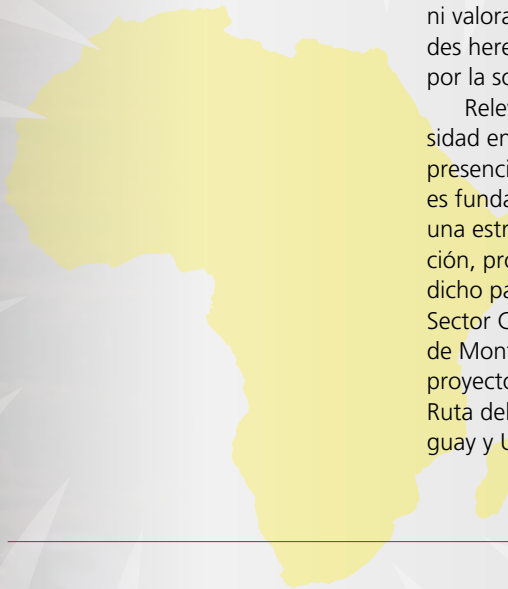 ni valora
des here
por la so
Relev
sidad en
presenci
es funda
una estr
ción, pro
dicho pa
Sector C
de Mont
proyecto
Ruta del
guay y U